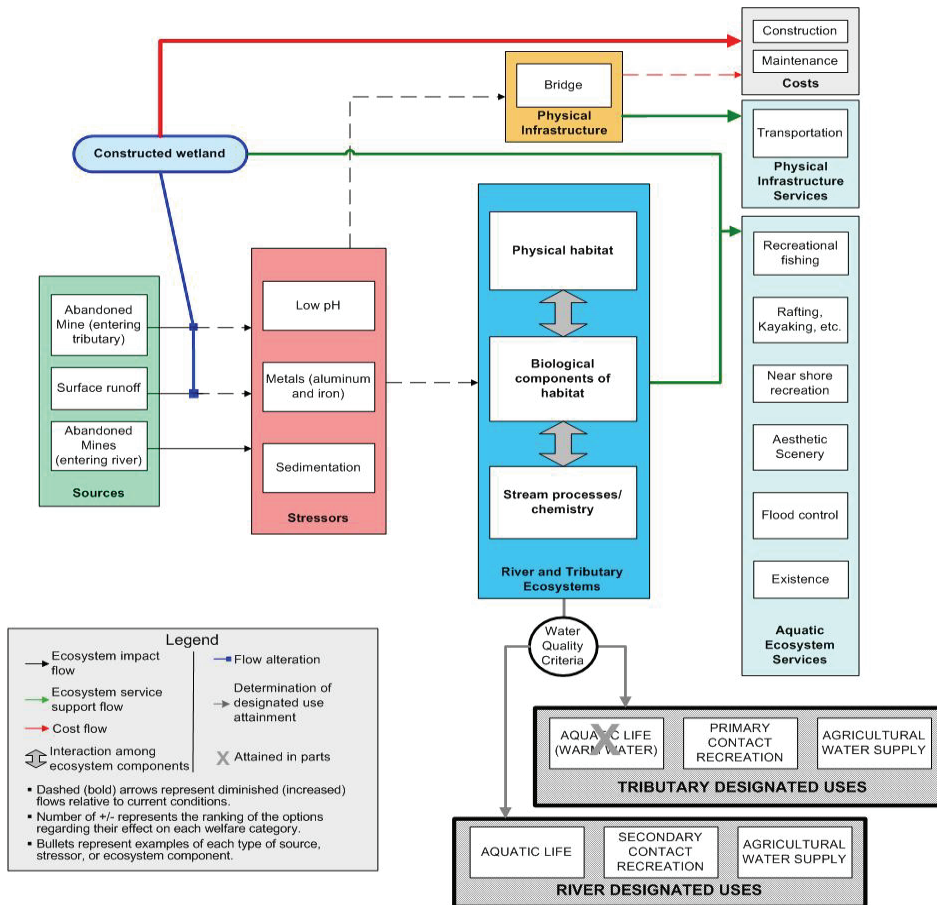 Construction
Maintenance
Costs
Bridge
Physical
Infrastructure
Transportation
Physical
Infrastructure
Services
Constructed wetland
Physical habitat
Recreational
fishing
Low pH
Abandoned
Mine (entering
tributary)
Rafting,
Kayaking, etc.
Surface runoff
Metals (aluminum
and iron)
Biological
components of
habitat
Near shore
recreation
Abandoned
Mines
(entering river)
Sources
Sedimentation
Stressors
Stream processes/
chemistry
Aesthetic
Scenery
Flood control
River and Tributary
Ecosystems
Existence
Aquatic
Ecosystem
Services
Water
Quality
Criteria
Legend
Ecosystem impact
flow
Ecosystem service
support flow
Cost flow
Interaction among
ecosystem components
Flow alteration
Determination of
designated use
attainment
X Attained in parts
▪ Dashed (bold) arrows represent diminished (increased)
flows relative to current conditions.
▪ Number of +/- represents the ranking of the options
regarding their effect on each welfare category.
▪ Bullets represent examples of each type of source,
stressor, or ecosystem component.
AQUATIC LIFE
(WARM WATER)
X
PRIMARY
CONTACT
RECREATION
AGRICULTURAL
WATER SUPPLY
TRIBUTARY DESIGNATED USES
AQUATIC LIFE
SECONDARY
CONTACT
RECREATION
AGRICULTURAL
WATER SUPPLY
RIVER DESIGNATED USES